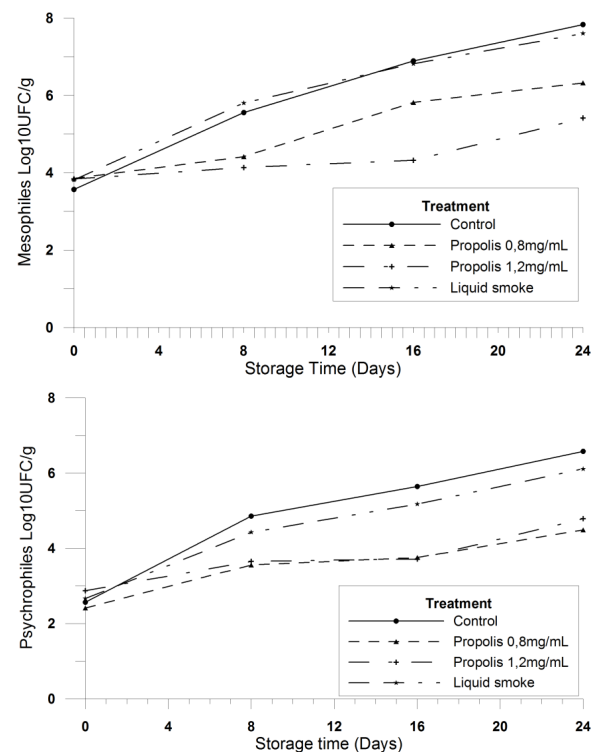 8
6
4
2
0
Mesophiles Log10UFC/g
Treatment
Control
Propolis 0,8mg/mL
Propolis 1,2mg/mL
Liquid smoke
0 4 8 12 16 20 24
Storage Time (Days)
8
6
4
2
0
Psychrophiles Log10UFC/g
Treatment
Control
Propolis 0,8mg/mL
Propolis 1,2mg/mL
Liquid smoke
0 4 8 12 16 20 24
Storage time (Days)